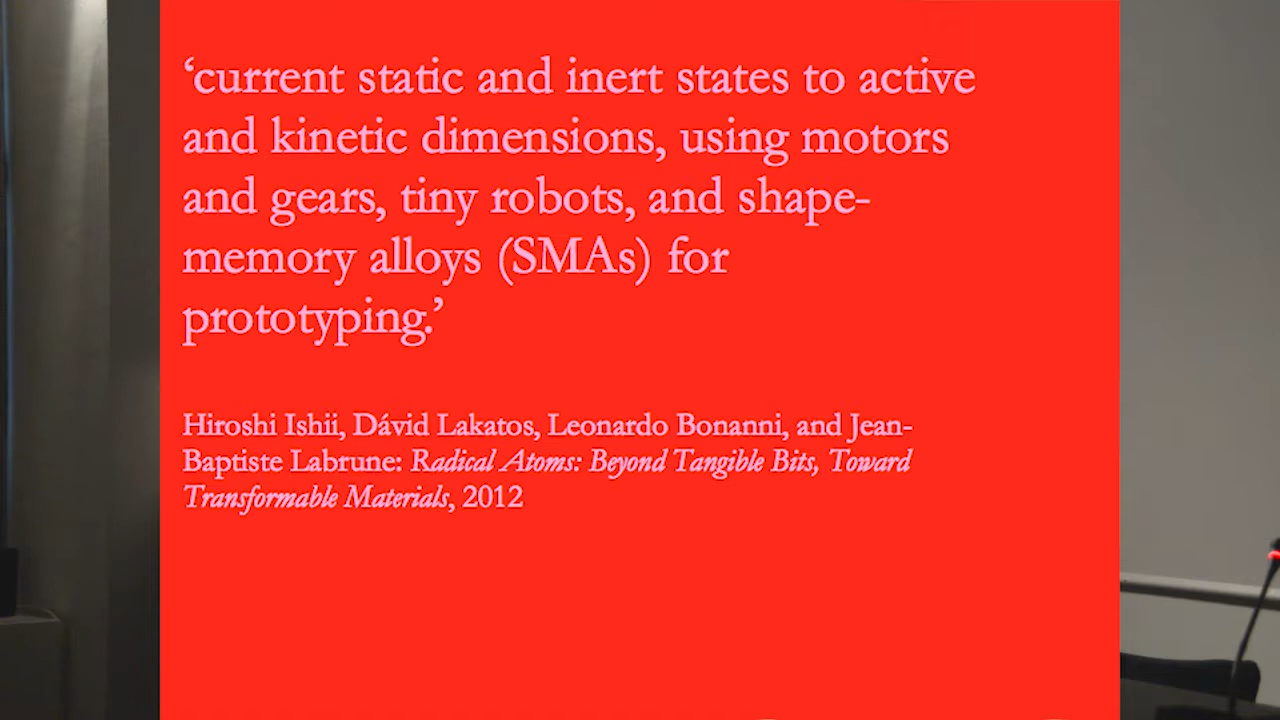 ‘current static and inert states to active
and kinetic dimensions, using motors
and gears, tiny robots, and shape-
memory alloys (SMAs) for
prototyping.’
Hiroshi Ishii, Dávid Lakatos, Leonardo Bonanni, and Jean-
Baptiste Labrune: Radical Atoms: Beyond Tangible Bits, Toward
Transformable Materials, 2012